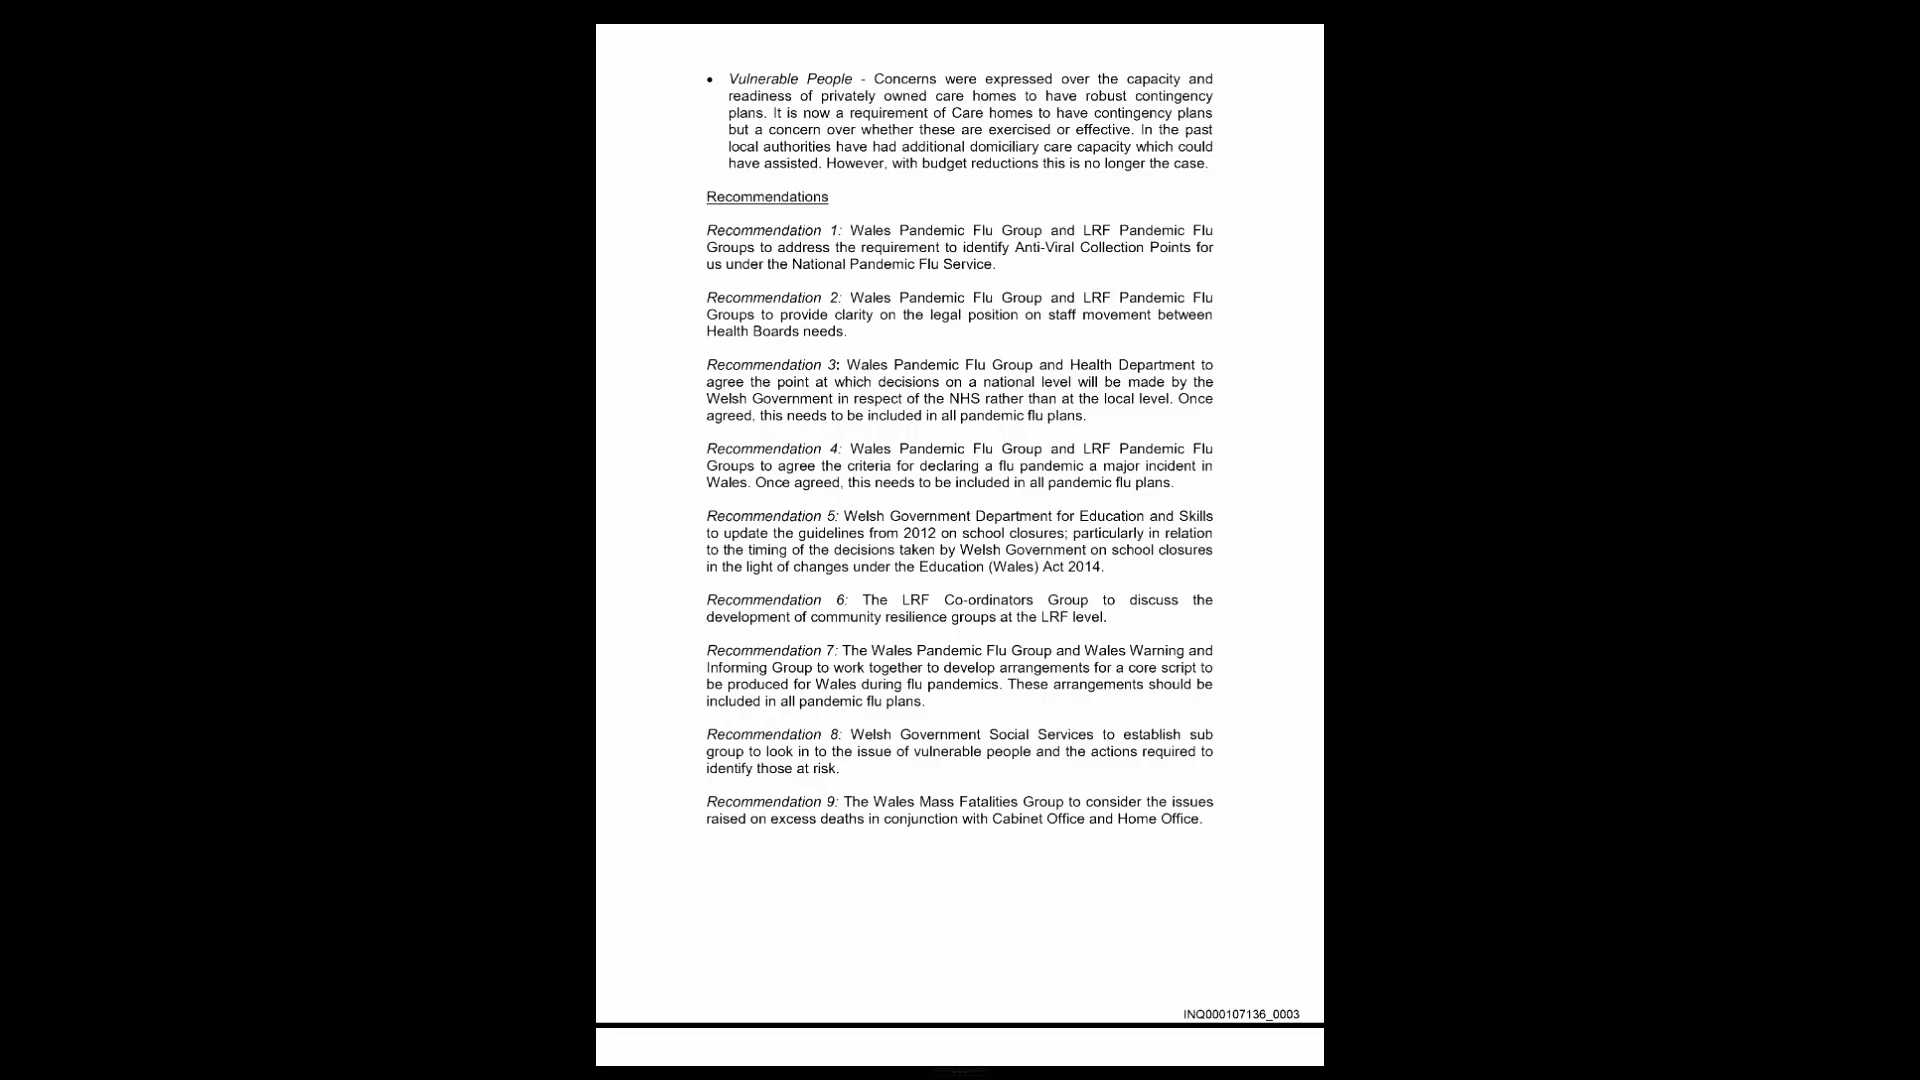 • Vulnerable People - Concerns were expressed over the capacity and
readiness of privately owned care homes to have robust contingency
plans. It is now a requirement of Care homes to have contingency plans
but a concern over whether these are exercised or effective. In the past
local authorities have had additional domiciliary care capacity which could
have assisted. However, with budget reductions this is no longer the case.
Recommendations
Recommendation 1: Wales Pandemic Flu Group and LRF Pandemic Flu
Groups to address the requirement to identify Anti-Viral Collection Points for
us under the National Pandemic Flu Service.
Recommendation 2: Wales Pandemic Flu Group and LRF Pandemic Flu
Groups to provide clarity on the legal position on staff movement between
Health Boards needs.
Recommendation 3: Wales Pandemic Flu Group and Health Department to
agree the point at which decisions on a national level will be made by the
Welsh Government in respect of the NHS rather than at the local level. Once
agreed, this needs to be included in all pandemic flu plans.
Recommendation 4: Wales Pandemic Flu Group and LRF Pandemic Flu
Groups to agree the criteria for declaring a flu pandemic a major incident in
Wales. Once agreed, this needs to be included in all pandemic flu plans.
Recommendation 5: Welsh Government Department for Education and Skills
to update the guidelines from 2012 on school closures; particularly in relation
to the timing of the decisions taken by Welsh Government on school closures
in the light of changes under the Education (Wales) Act 2014.
Recommendation 6: The LRF Co-ordinators Group to discuss the
development of community resilience groups at the LRF level.
Recommendation 7: The Wales Pandemic Flu Group and Wales Warning and
Informing Group to work together to develop arrangements for a core script to
be produced for Wales during flu pandemics. These arrangements should be
included in all pandemic flu plans.
Recommendation 8: Welsh Government Social Services to establish sub
group to look in to the issue of vulnerable people and the actions required to
identify those at risk.
Recommendation 9: The Wales Mass Fatalities Group to consider the issues
raised on excess deaths in conjunction with Cabinet Office and Home Office.
INQ000107136_0003